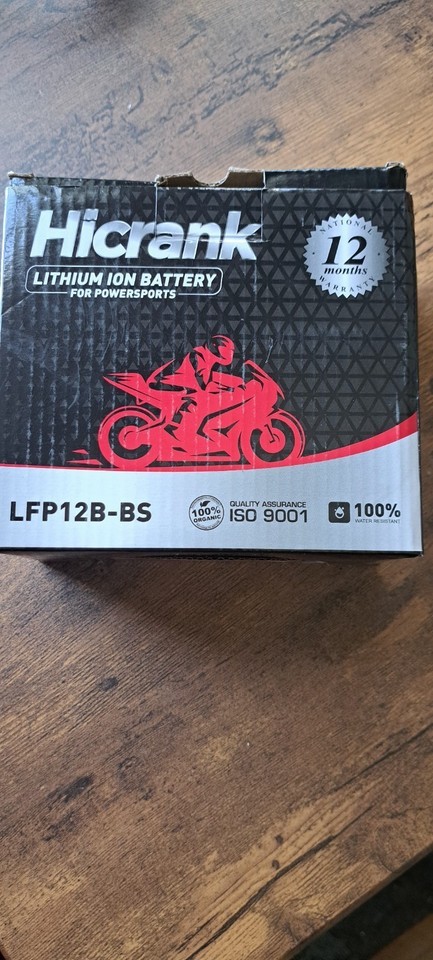 Hicrank
LITHIUM ION BATTERY
FOR POWERSPORTS
NATIONAL
12
months
WARRANTY
LFP12B-BS
100%
ORGANIC
QUALITY ASSURANCE
ISO 9001
100%
WATER RESISTANT